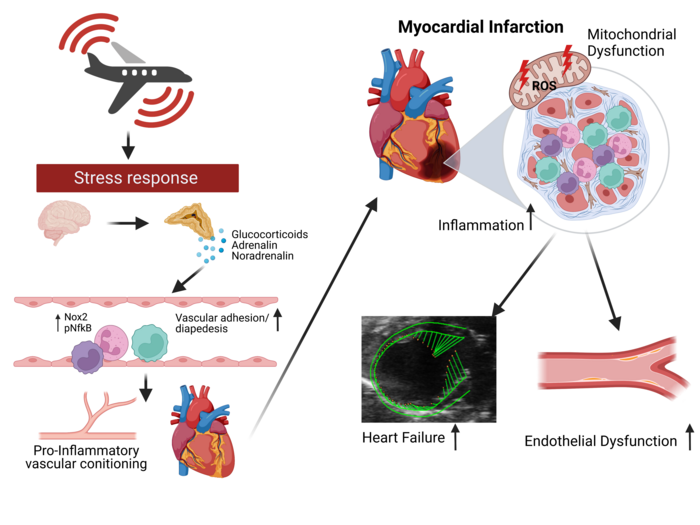 Stress response
Glucocorticoids
Adrenalin
Noradrenalin
Nox2
pNfkB
Vascular adhesion/
diapedesis
Pro-Inflammatory
vascular conitioning
Myocardial Infarction
Mitochondrial
Dysfunction
ROS
Inflammation
Heart Failure
Endothelial Dysfunction